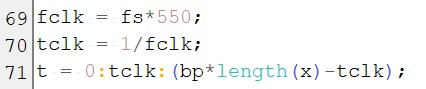 69 fclk = fs*550;
70 tclk = 1/fclk;
71 t = 0:tclk:(bp*length(x)-tclk);